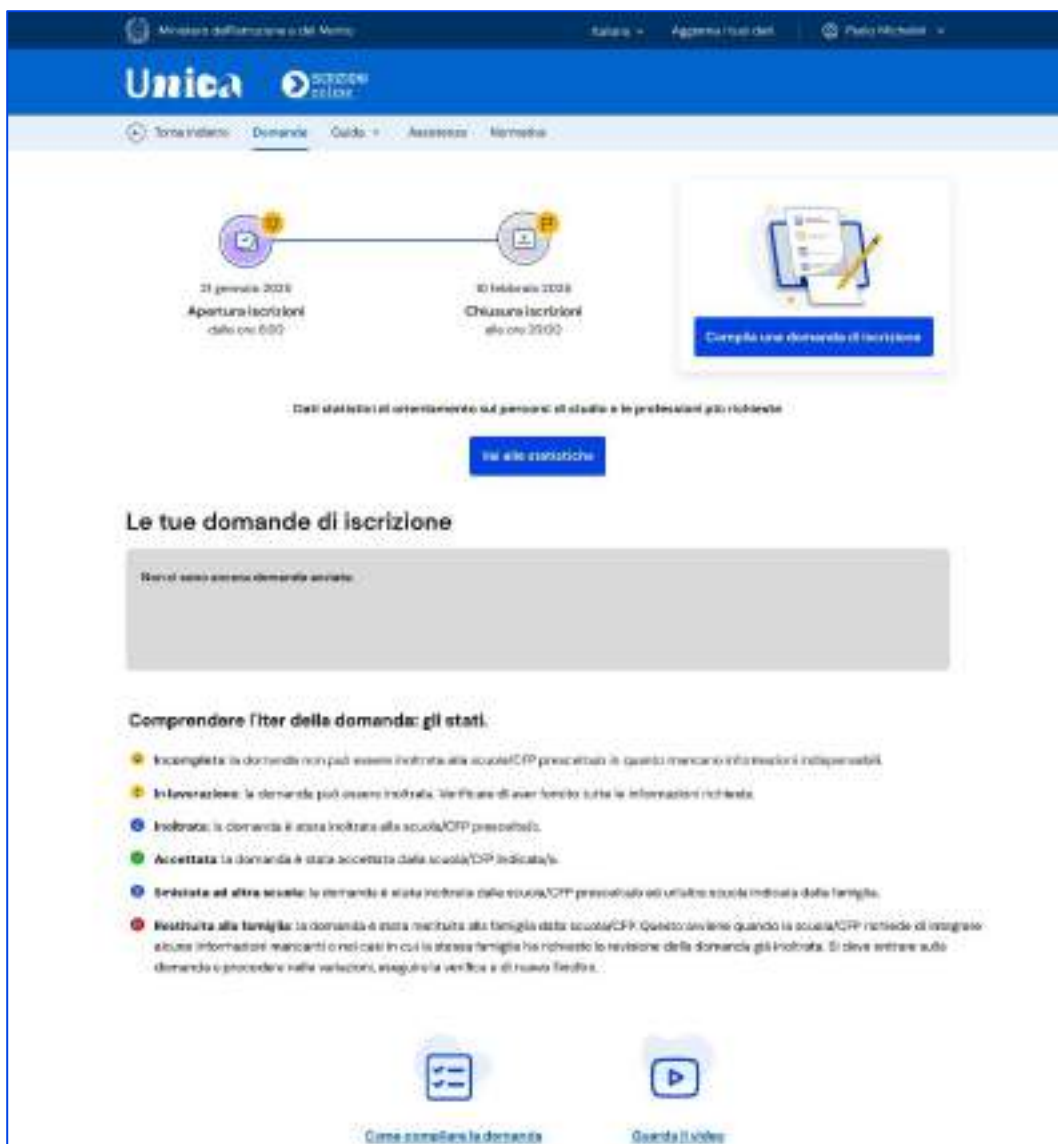 Ministero dell'Istruzione e del Merito
Italiano
Aggiorna i tuoi dati
Unica
ISCRIZIONI
online
Torna indietro
Domande
Guida
Assistenza
Normativa
gennaio
Apertura iscrizioni
dalle ore 8:00
10 febbraio
Chiusura iscrizioni
alle ore 20:00
Compila una domanda di iscrizione
Dati statistici di orientamento sui percorsi di studio e le professioni più richieste
Vai alle statistiche
Le tue domande di iscrizione
Non ci sono ancora domande inviate
Comprendere l'iter della domanda: gli stati.
Incompleta: la domanda non può essere inoltrata alla scuola/CFP prescelta/o in quanto mancano informazioni indispensabili.
In lavorazione: la domanda può essere inoltrata. Verificare di aver fornito tutte le informazioni richieste.
Inoltrata: la domanda è stata inoltrata alla scuola/CFP prescelta/o.
Accettata: la domanda è stata accettata dalla scuola/CFP indicata/o.
Smistata ad altra scuola: la domanda è stata inoltrata dalla scuola/CFP prescelta/o ad un'altra scuola indicata dalla famiglia.
Restituita alla famiglia: la domanda è stata restituita alla famiglia dalla scuola/CFP. Questo avviene quando la scuola/CFP richiede di integrare
alcune informazioni mancanti o nei casi in cui la stessa famiglia ha richiesto la revisione della domanda già inoltrata. Si deve entrare sulla
domanda e procedere nelle variazioni, eseguire la verifica e di nuovo l'inoltro.
Come compilare la domanda
Guarda il video